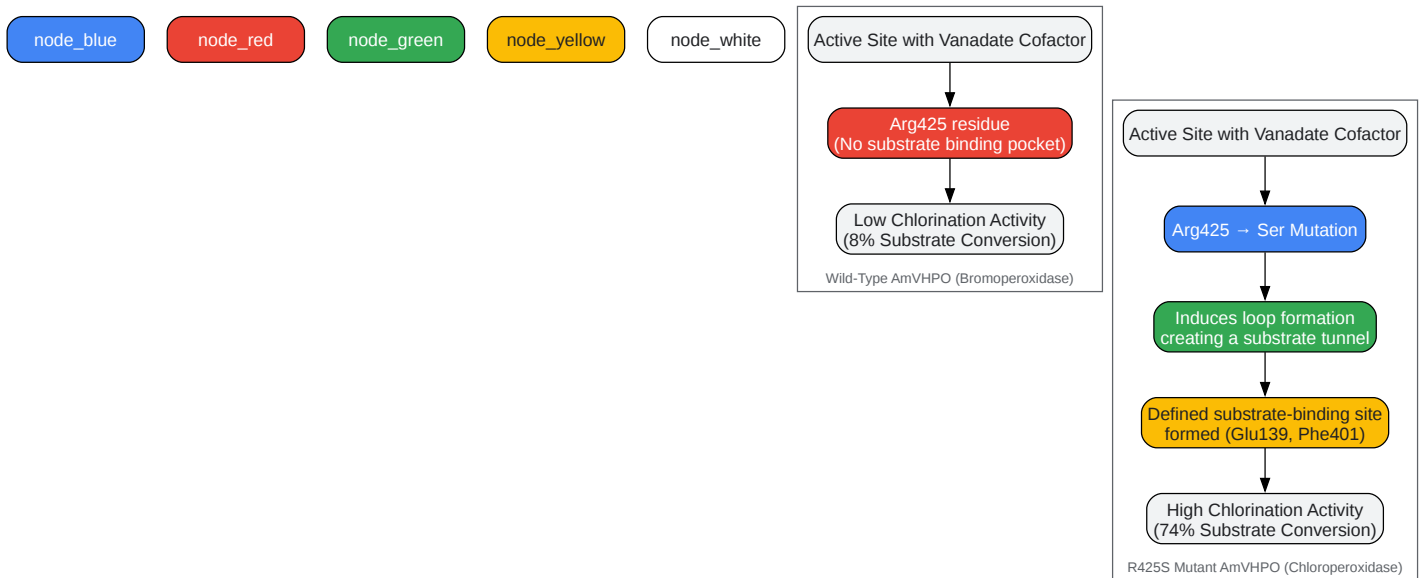 node_blue
node_red
node_green
node_yellow
node_white
Active Site with Vanadate Cofactor
Arg425 residue
(No substrate binding pocket)
Low Chlorination Activity
(8% Substrate Conversion)
Wild-Type AmVHPO (Bromoperoxidase)
Active Site with Vanadate Cofactor
Arg425 → Ser Mutation
Induces loop formation
creating a substrate tunnel
Defined substrate-binding site
formed (Glu139, Phe401)
High Chlorination Activity
(74% Substrate Conversion)
R425S Mutant AmVHPO (Chloroperoxidase)